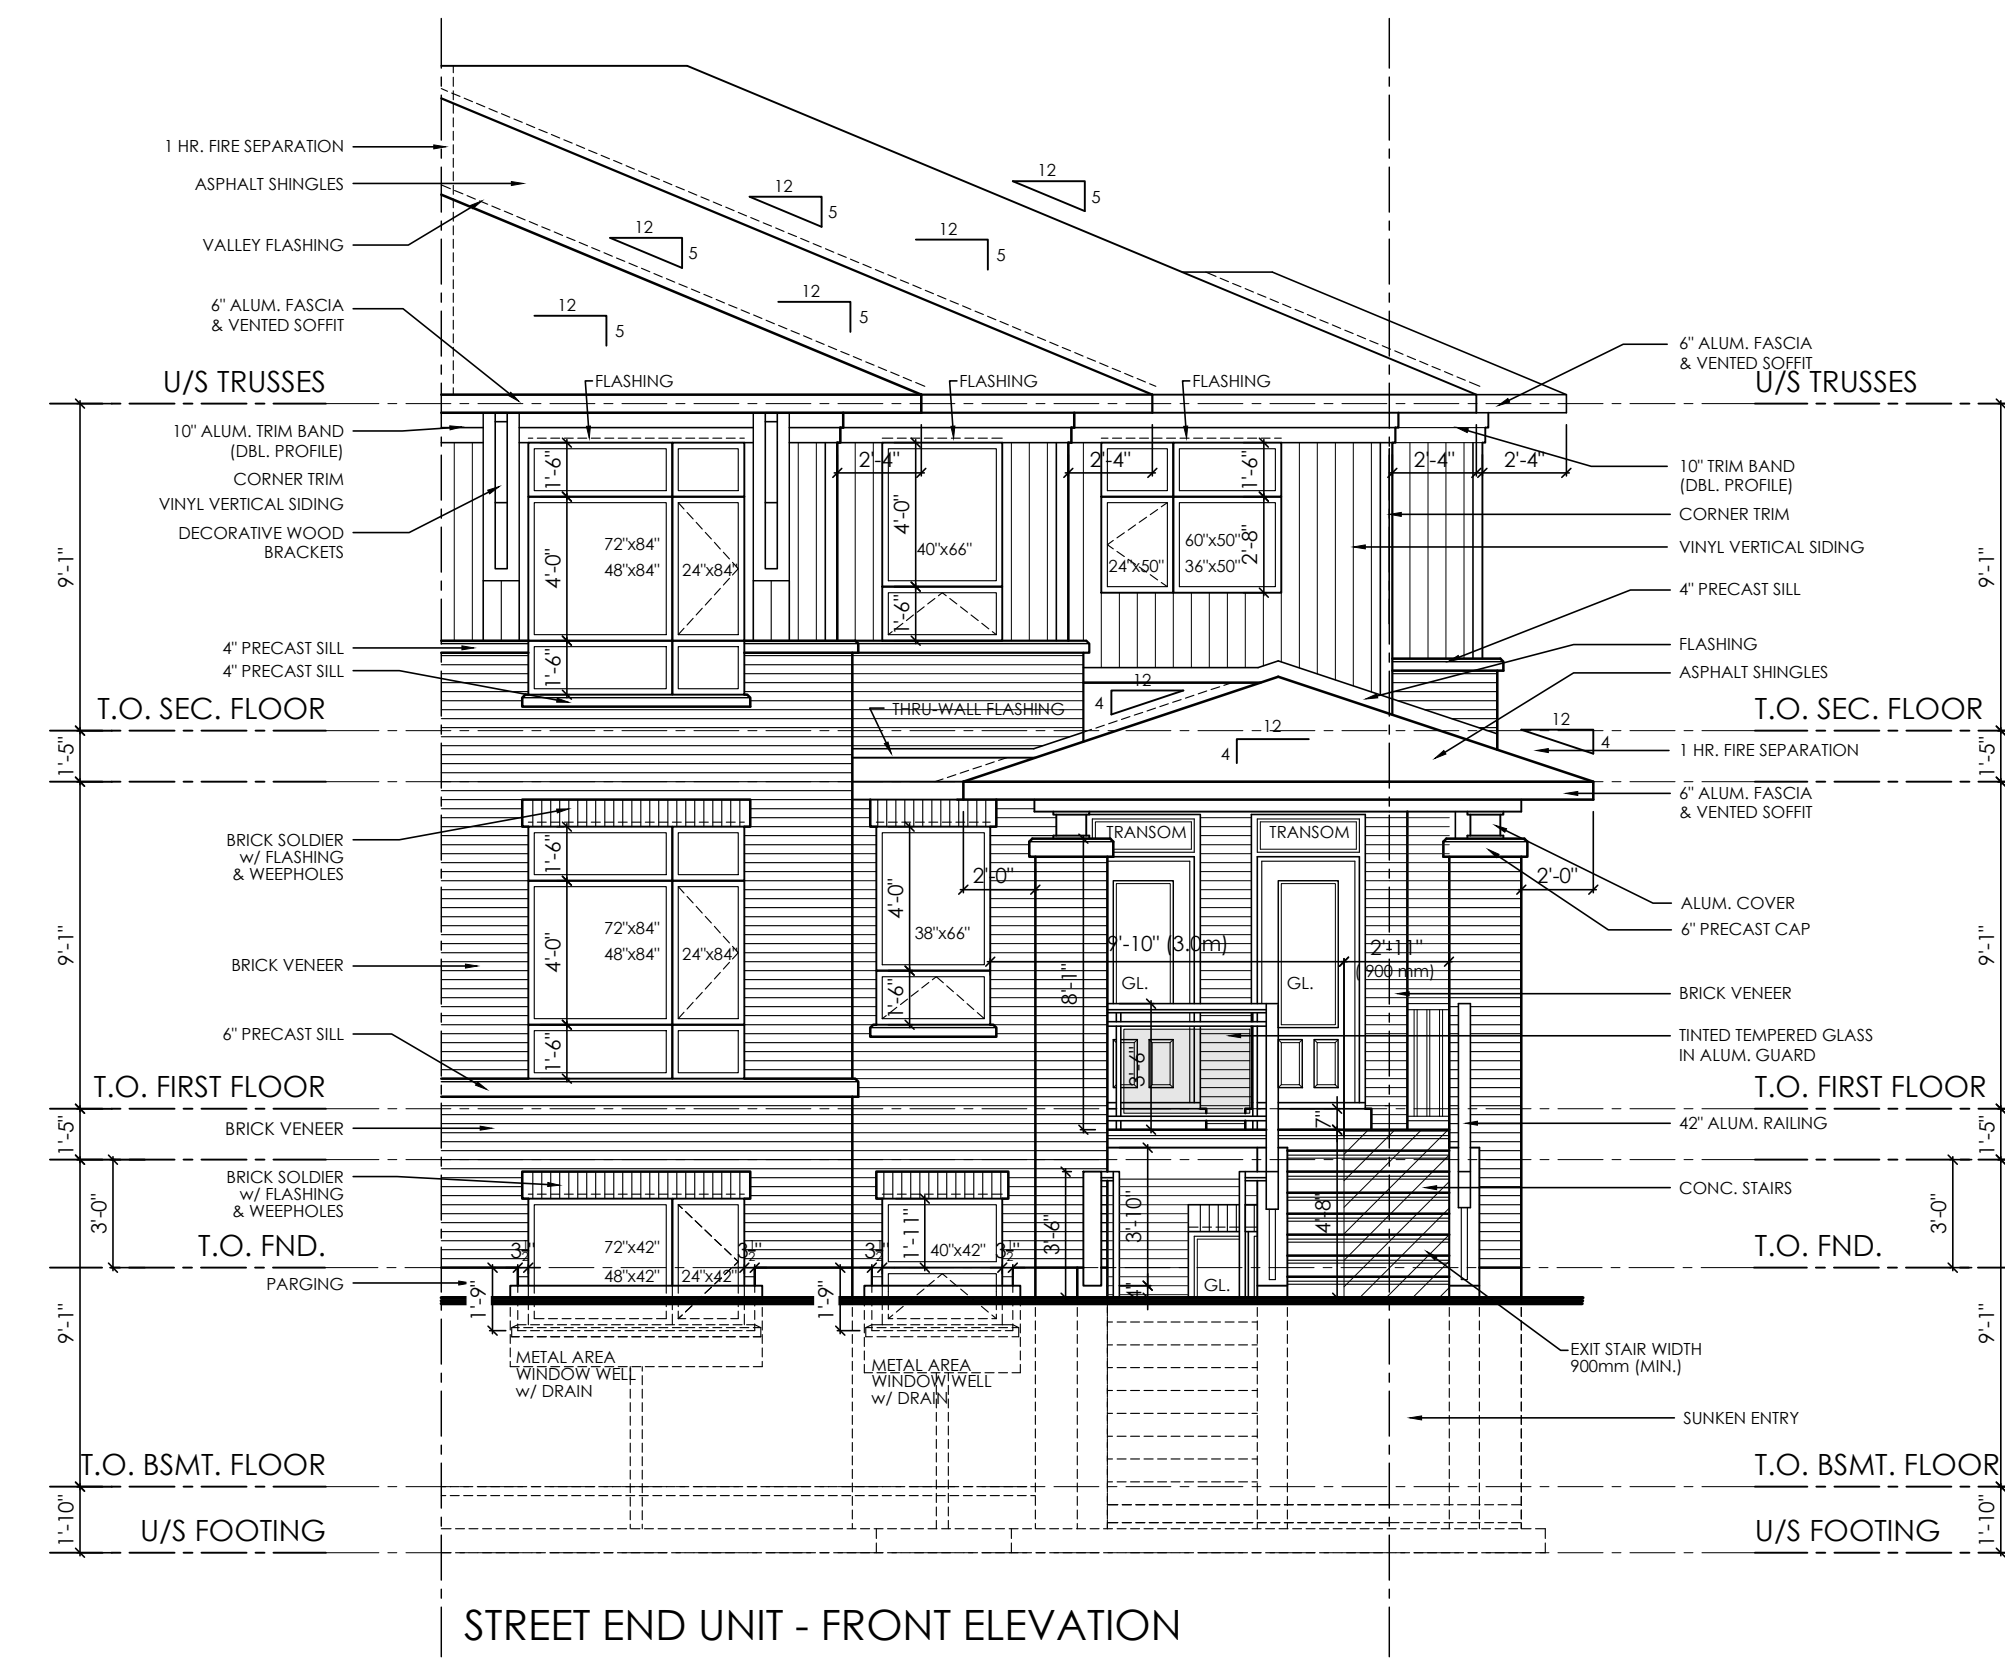 1 HR. FIRE SEPARATION
ASPHALT SHINGLES
VALLEY FLASHING
6" ALUM. FASCIA
& VENTED SOFFIT
U/S TRUSSES
10" ALUM. TRIM BAND
(DBL. PROFILE)
CORNER TRIM
VINYL VERTICAL SIDING
DECORATIVE WOOD
BRACKETS
9'-1"
4" PRECAST SILL
4" PRECAST SILL
T.O. SEC. FLOOR
1'-5"
BRICK SOLDIER
w/ FLASHING
& WEEPHOLES
9'-1"
BRICK VENEER
6" PRECAST SILL
T.O. FIRST FLOOR
1'-5"
BRICK VENEER
BRICK SOLDIER
w/ FLASHING
& WEEPHOLES
3'-0"
T.O. FND.
PARGING
9'-1"
T.O. BSMT. FLOOR
1'-10"
U/S FOOTING
12
5
12
5
12
5
12
5
12
5
12
5
FLASHING
FLASHING
FLASHING
1'-6"
4'-0"
1'-6"
72"x84"
48"x84"
24"x84"
2'-4"
4'-0"
40"x66"
1'-6"
2'-4"
1'-6"
2'-8"
60"x50"
24"x50"
36"x50"
2'-4"
2'-4"
THRU-WALL FLASHING
12
4
12
4
12
4
1'-6"
4'-0"
1'-6"
72"x84"
48"x84"
24"x84"
4'-0"
38"x66"
1'-6"
2'-0"
TRANSOM
TRANSOM
2'-0"
9'-10" (3.0m)
2'-11"
(900 mm)
8'-1"
GL.
GL.
3'-6"
7"
72"x42"
48"x42"
24"x42"
3½"
3½"
1'-9"
1'-11"
40"x42"
3½"
3½"
1'-9"
3'-6"
3'-10"
4"
4'-8"
GL.
METAL AREA
WINDOW WELL
w/ DRAIN
METAL AREA
WINDOW WELL
w/ DRAIN
6" ALUM. FASCIA
& VENTED SOFFIT
U/S TRUSSES
10" TRIM BAND
(DBL. PROFILE)
CORNER TRIM
VINYL VERTICAL SIDING
9'-1"
4" PRECAST SILL
FLASHING
ASPHALT SHINGLES
T.O. SEC. FLOOR
1 HR. FIRE SEPARATION
1'-5"
6" ALUM. FASCIA
& VENTED SOFFIT
ALUM. COVER
6" PRECAST CAP
9'-1"
BRICK VENEER
TINTED TEMPERED GLASS
IN ALUM. GUARD
T.O. FIRST FLOOR
42" ALUM. RAILING
1'-5"
CONC. STAIRS
3'-0"
T.O. FND.
9'-1"
EXIT STAIR WIDTH
900mm (MIN.)
SUNKEN ENTRY
T.O. BSMT. FLOOR
1'-10"
U/S FOOTING
STREET END UNIT - FRONT ELEVATION